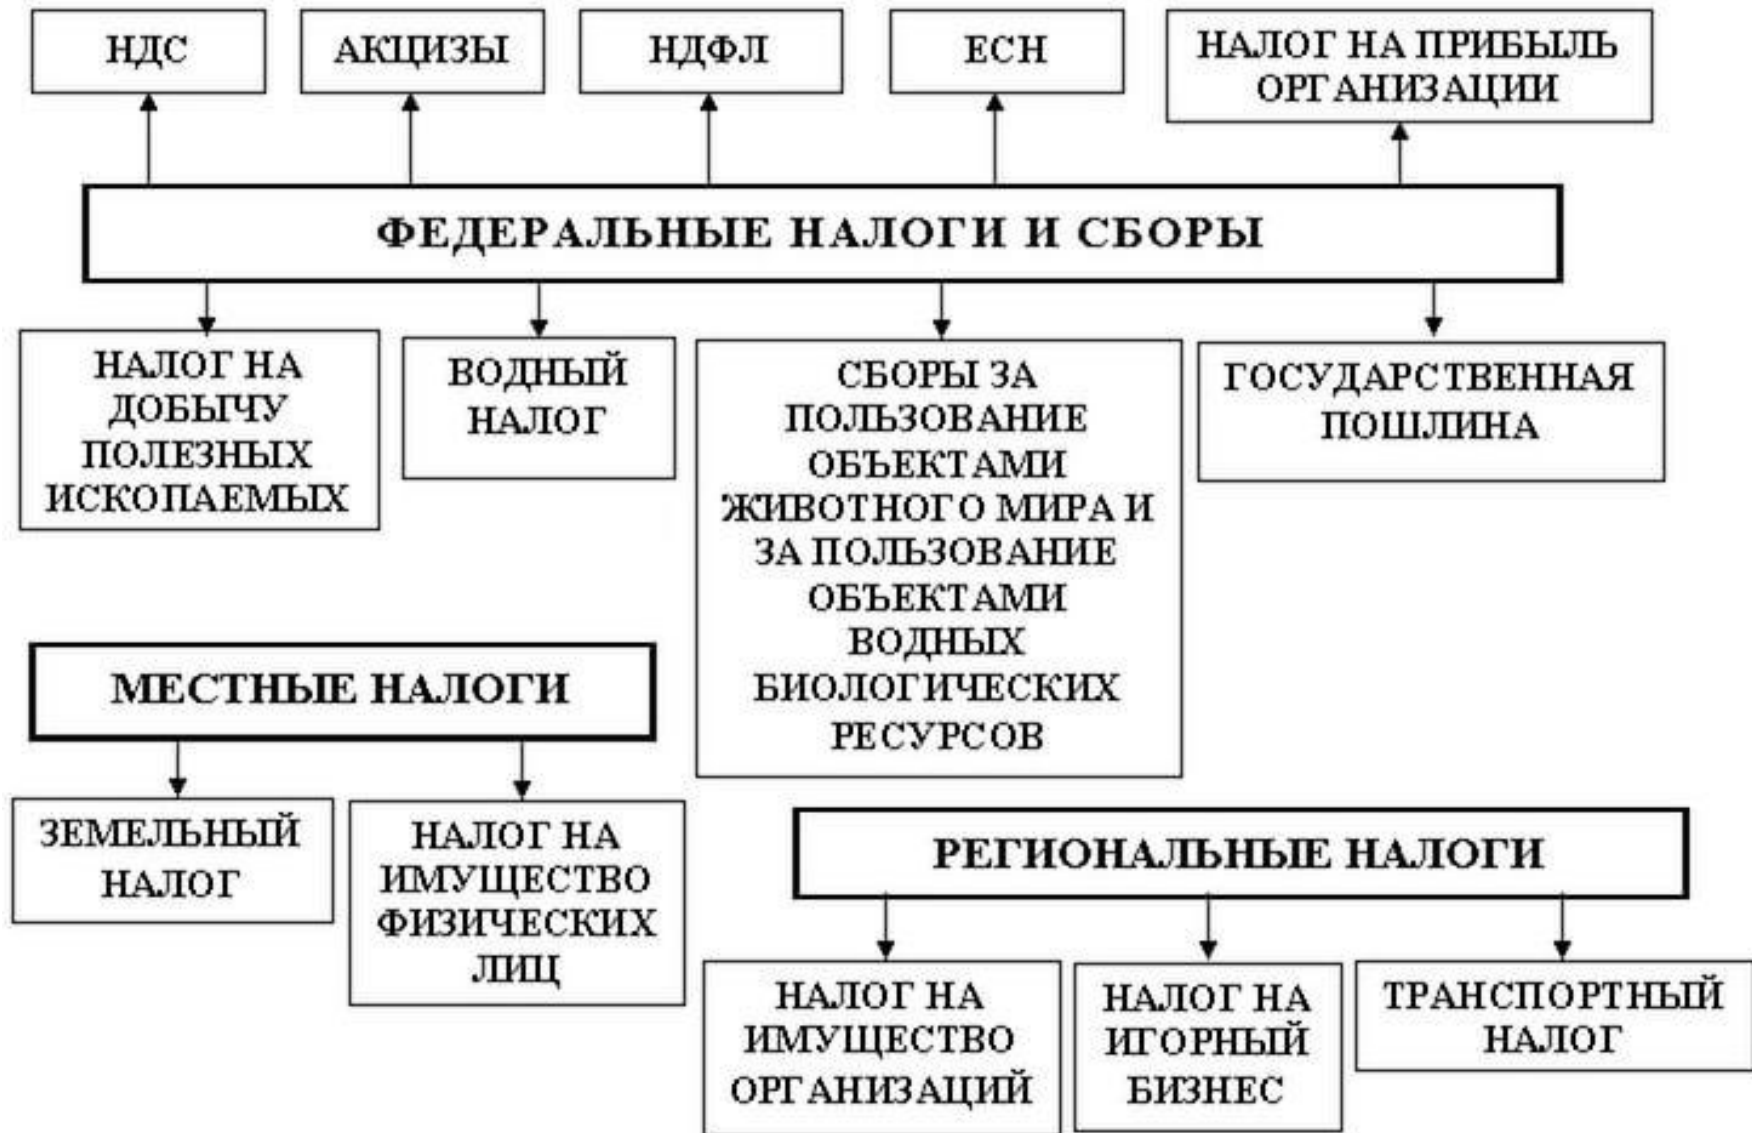 НДС
АКЦИЗЫ
НДФЛ
ЕСН
НАЛОГ НА ПРИБЫЛЬ
ОРГАНИЗАЦИИ
ФЕДЕРАЛЬНЫЕ НАЛОГИ И СБОРЫ
НАЛОГ НА
ДОБЫЧУ
ПОЛЕЗНЫХ
ИСКОПАЕМЫХ
ВОДНЫЙ
НАЛОГ
СБОРЫ ЗА
ПОЛЬЗОВАНИЕ
ОБЪЕКТАМИ
ЖИВОТНОГО МИРА И
ЗА ПОЛЬЗОВАНИЕ
ОБЪЕКТАМИ
ВОДНЫХ
БИОЛОГИЧЕСКИХ
РЕСУРСОВ
ГОСУДАРСТВЕННАЯ
ПОШЛИНА
МЕСТНЫЕ НАЛОГИ
ЗЕМЕЛЬНЫЙ
НАЛОГ
НАЛОГ НА
ИМУЩЕСТВО
ФИЗИЧЕСКИХ
ЛИЦ
РЕГИОНАЛЬНЫЕ НАЛОГИ
НАЛОГ НА
ИМУЩЕСТВО
ОРГАНИЗАЦИЙ
НАЛОГ НА
ИГОРНЫЙ
БИЗНЕС
ТРАНСПОРТНЫЙ
НАЛОГ